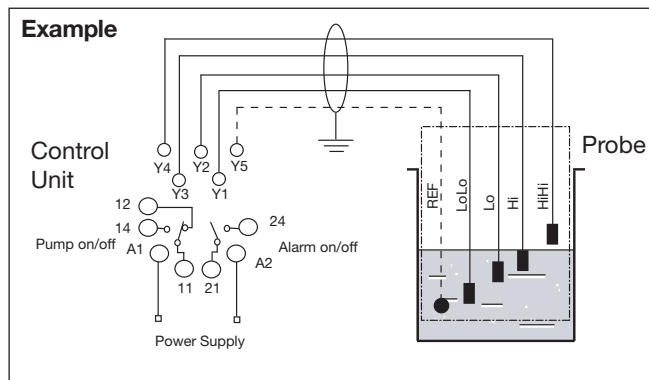 Example
Y4
Y2
Y5
Y3
Y1
Control
Unit
Probe
REF
LoLo
Lo
Hi
HiHi
12
14
24
Pump on/off
Alarm on/off
A1
A2
11
21
Power Supply